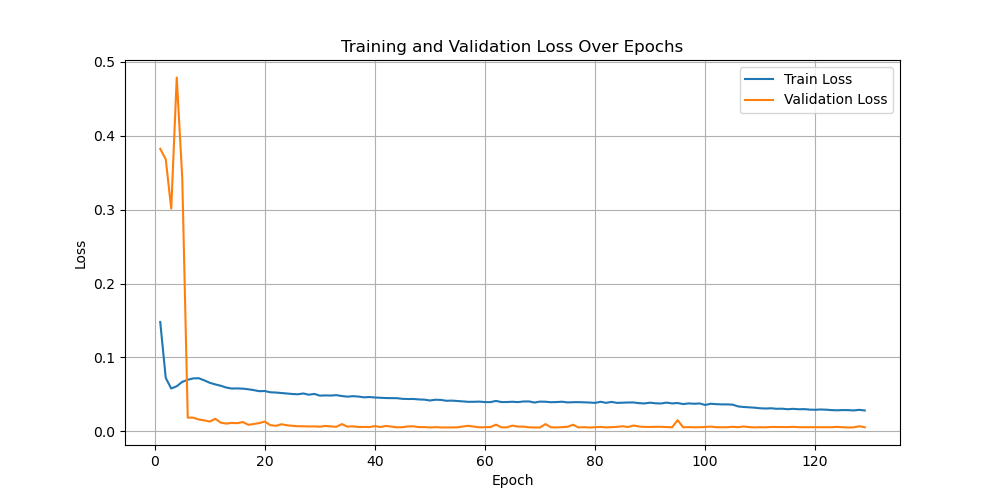 Training and Validation Loss Over Epochs
Train Loss
Validation Loss
0.5
0.4
0.3
0.2
0.1
0.0
Loss
0 20 40 60 80 100 120
Epoch